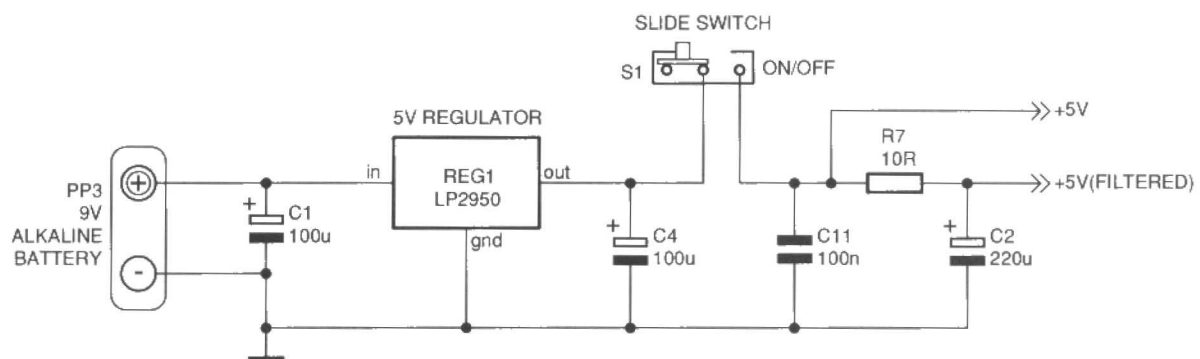 SLIDE SWITCH
S1
ON/OFF
5V REGULATOR
+5V
R7
10R
PP3
9V
ALKALINE
BATTERY
+
-
in
REG1
LP2950
out
gnd
+5V(FILTERED)
+
C1
100u
+
C4
100u
C11
100n
+
C2
220u